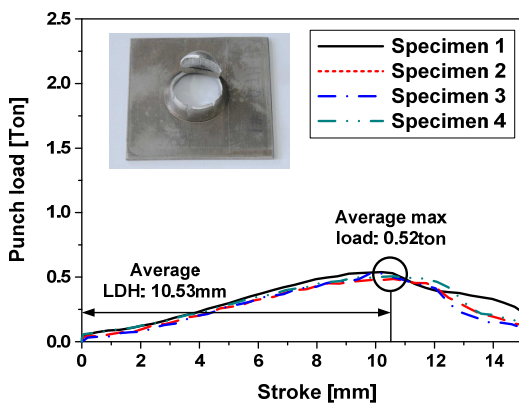 2.5
2.0
1.5
1.0
0.5
0.0
Punch load [Ton]
Specimen 1
Specimen 2
Specimen 3
Specimen 4
Average max
load: 0.52ton
Average
LDH: 10.53mm
0
2
4
6
8
10
12
14
Stroke [mm]